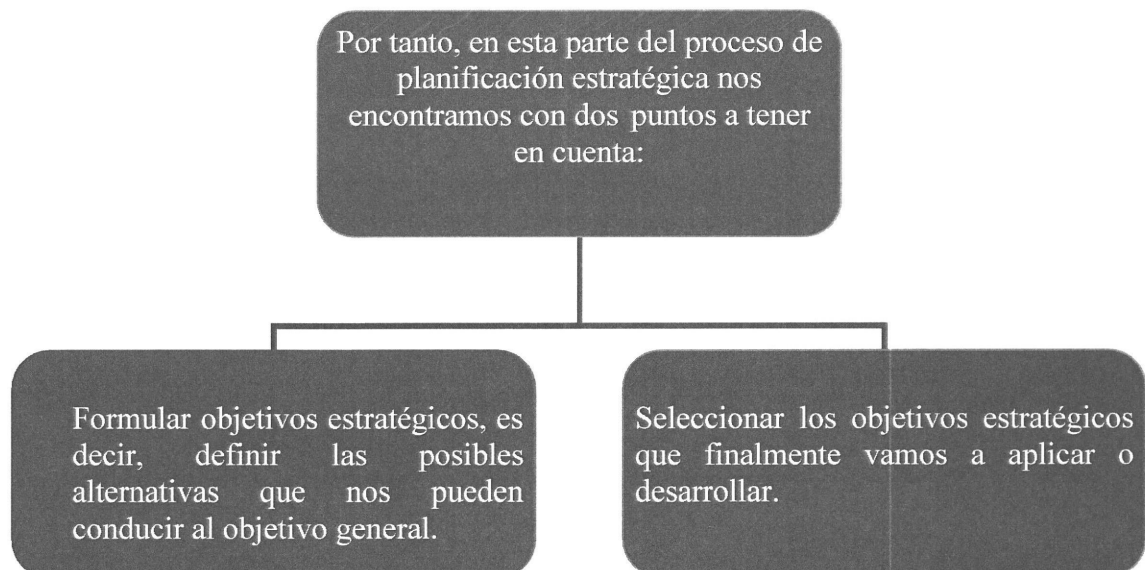 Por tanto, en esta parte del proceso de
planificación estratégica nos
encontramos con dos puntos a tener
en cuenta:
Formular objetivos estratégicos, es
decir, definir las posibles
alternativas que nos pueden
conducir al objetivo general.
Seleccionar los objetivos estratégicos
que finalmente vamos a aplicar o
desarrollar.